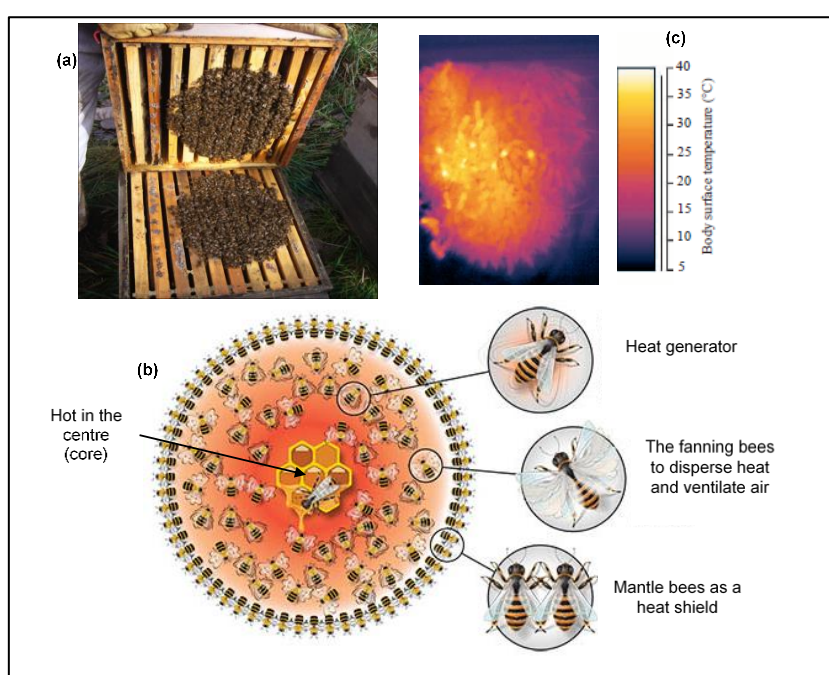 (a)
(c)
40
35
30
25
20
15
10
5
Body surface temperature (°C)
(b)
Hot in the
centre
(core)
Heat generator
The fanning bees
to disperse heat
and ventilate air
Mantle bees as a
heat shield